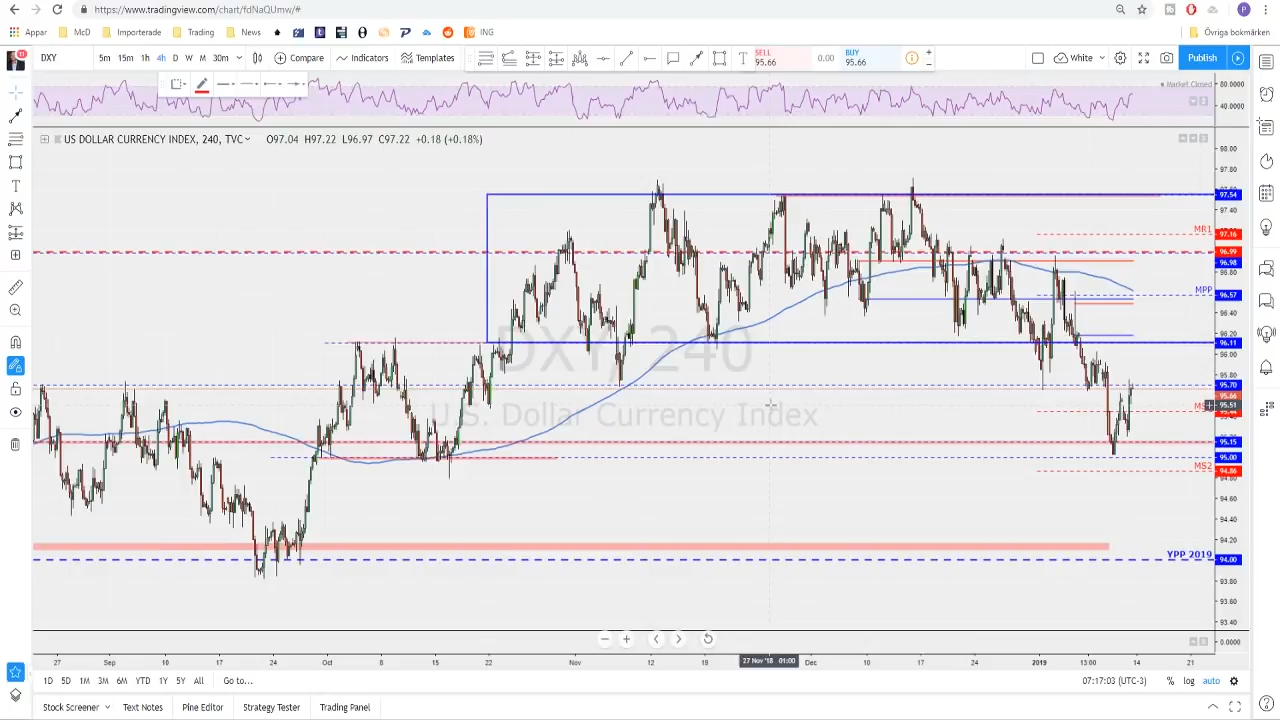 https://www.tradingview.com/chart/fdNaQUmw/#
Appar McD Importerade Trading News ING Övriga bokmärken
DXY 5m 15m 1h 4h D W M 30m Compare Indicators Templates SELL 95.66 0.00 BUY 95.66 White Publish
Market Closed
80.0000
40.0000
US DOLLAR CURRENCY INDEX, 240, TVC O97.04 H97.22 L96.97 C97.22 +0.18 (+0.18%)
98.00
97.80
97.54
97.40
MR1 97.16
96.99
96.98
96.80
MPP 96.57
96.40
96.20
96.11
96.00
95.80
95.70
95.66
95.51
95.15
95.00
MS2 94.86
94.80
94.60
94.40
94.20
YPP 2019 94.00
93.80
93.60
93.40
0.0000
DXY, 240
U.S. Dollar Currency Index
27 Sep 10 17 24 Oct 8 15 22 Nov 12 19 27 Nov '18 01:00 Dec 10 17 24 2019 13:00 14 21
1D 5D 1M 3M 6M YTD 1Y 5Y All Go to... 07:17:03 (UTC-3) % log auto
Stock Screener Text Notes Pine Editor Strategy Tester Trading Panel